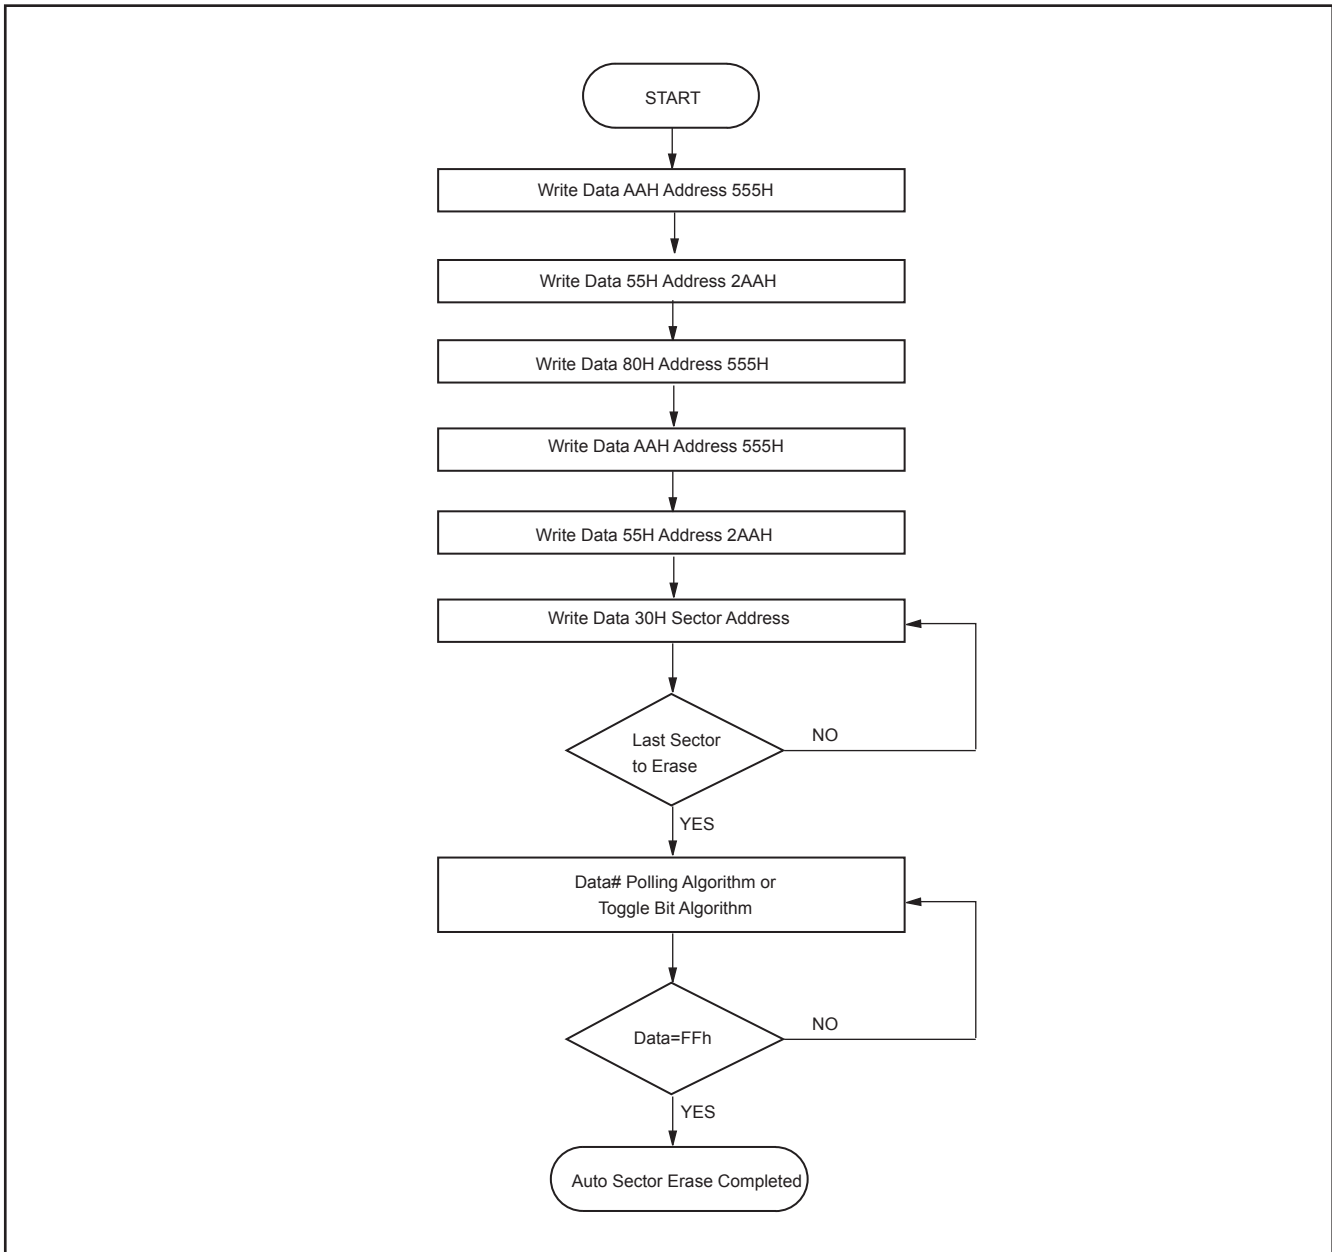 START
Write Data AAH Address 555H
Write Data 55H Address 2AAH
Write Data 80H Address 555H
Write Data AAH Address 555H
Write Data 55H Address 2AAH
Write Data 30H Sector Address
Last Sector
to Erase
NO
YES
Data# Polling Algorithm or
Toggle Bit Algorithm
Data=FFh
NO
YES
Auto Sector Erase Completed